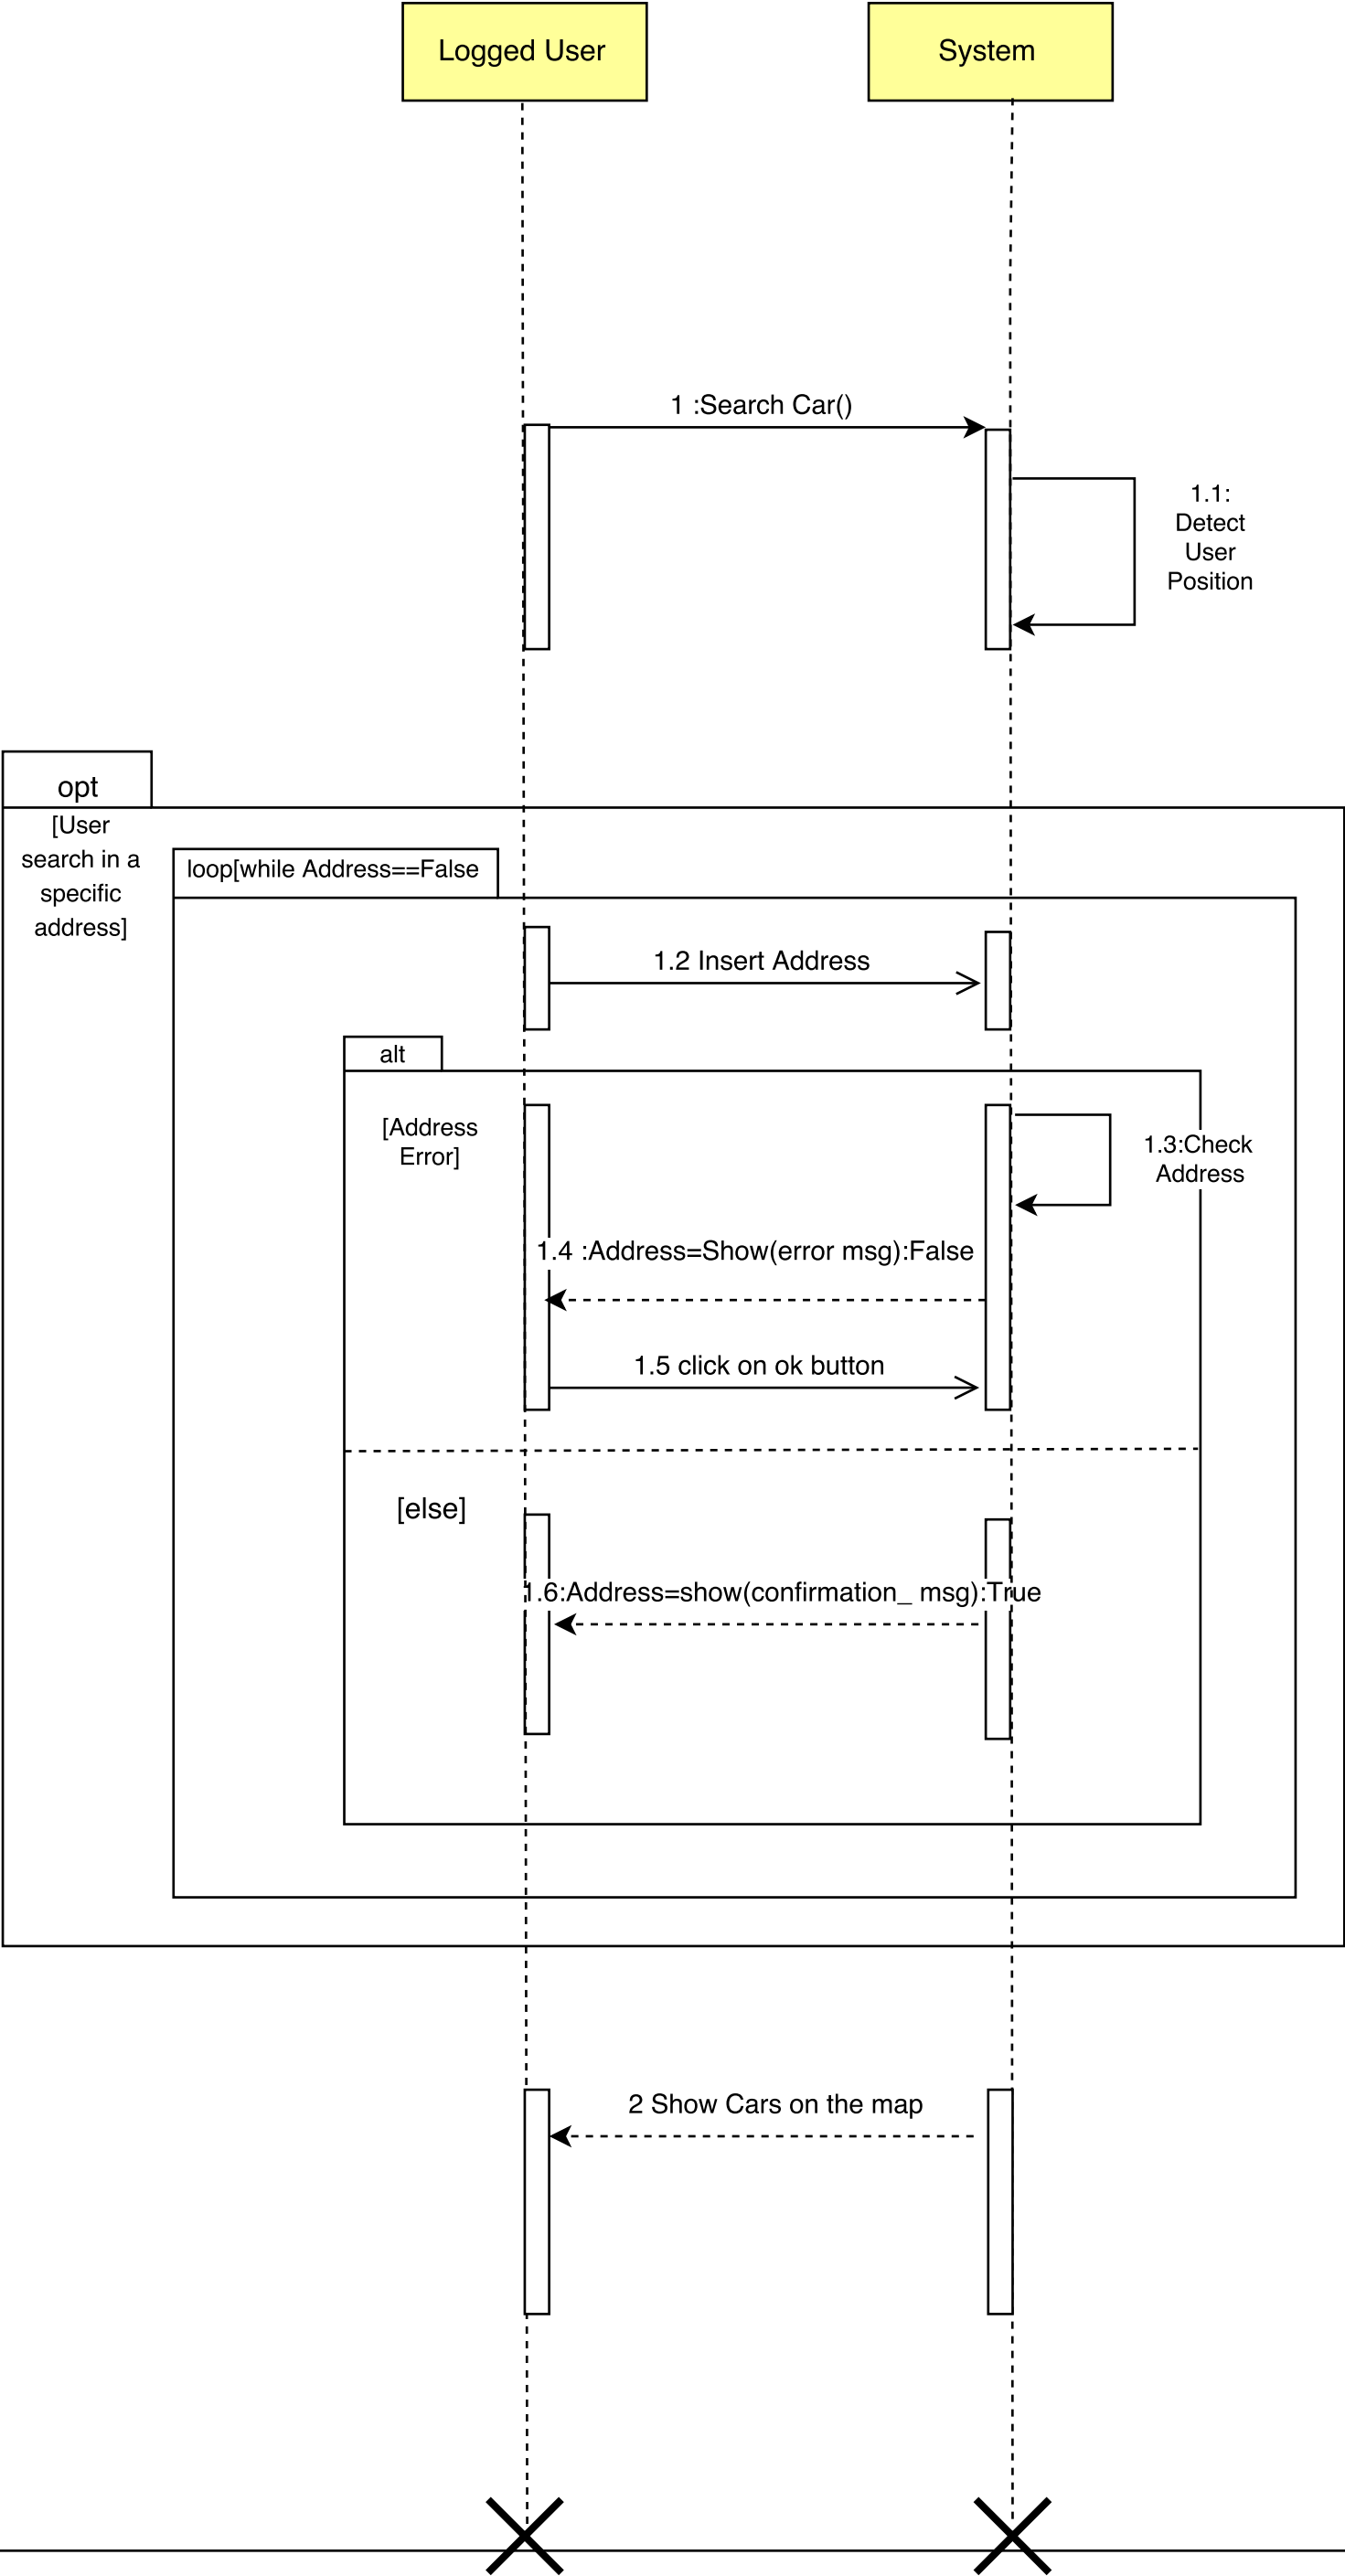 Logged User
System
1 :Search Car()
1.1:
Detect
User
Position
opt
[User
search in a
specific
address]
loop[while Address==False
1.2 Insert Address
alt
[Address
Error]
1.3:Check
Address
1.4 :Address=Show(error msg):False
1.5 click on ok button
[else]
1.6:Address=show(confirmation_ msg):True
2 Show Cars on the map